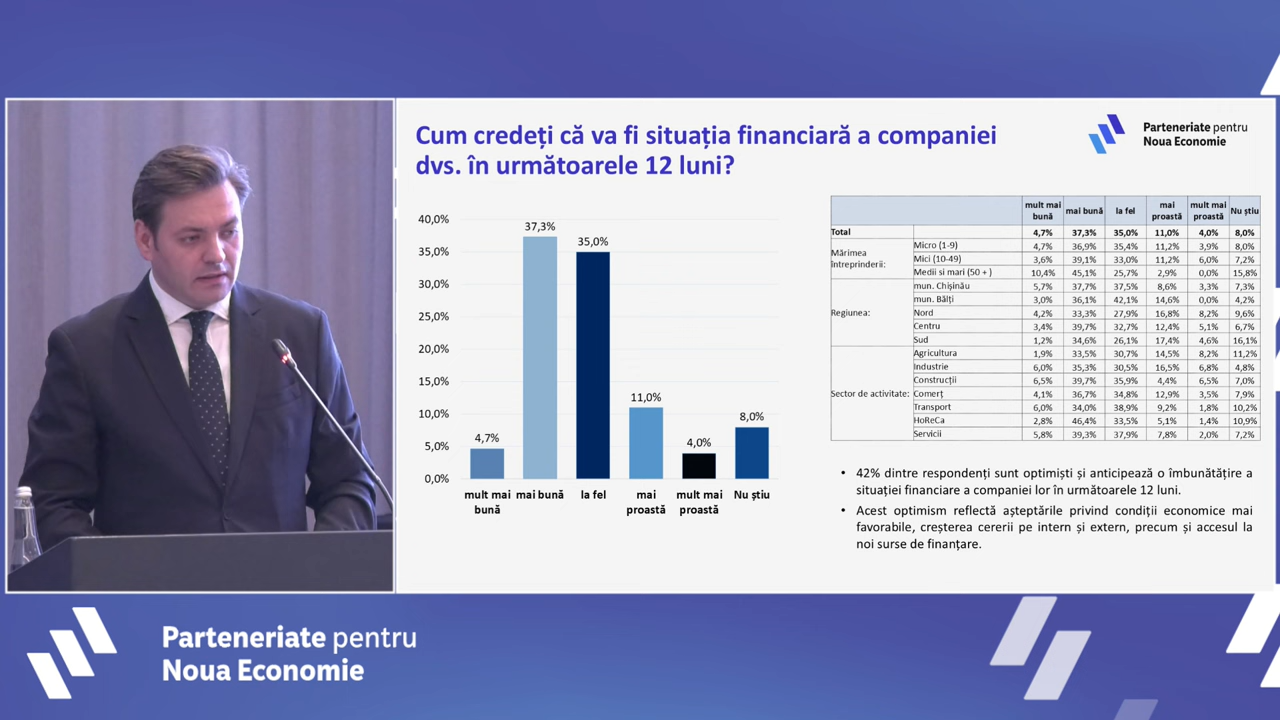 Cum credeți că va fi situația financiară a companiei
dvs. în următoarele 12 luni?
Parteneriate pentru
Noua Economie
40,0%
35,0%
30,0%
25,0%
20,0%
15,0%
10,0%
5,0%
0,0%
4,7%
37,3%
35,0%
11,0%
4,0%
8,0%
mult mai bună
mai bună
la fel
mai proastă
mult mai proastă
Nu știu
mult mai bună mai bună la fel mai proastă mult mai proastă Nu știu
Total 4,7% 37,3% 35,0% 11,0% 4,0% 8,0%
Mărimea întreprinderii:
Micro (1-9) 4,7% 36,9% 35,4% 11,2% 3,9% 8,0%
Mici (10-49) 3,6% 39,1% 33,0% 11,2% 6,0% 7,2%
Medii si mari (50 + ) 10,4% 45,1% 25,7% 2,9% 0,0% 15,8%
Regiunea:
mun. Chișinău 5,7% 37,7% 37,5% 8,6% 3,3% 7,3%
mun. Bălți 3,0% 36,1% 42,1% 14,6% 0,0% 4,2%
Nord 4,2% 33,3% 27,9% 16,8% 8,2% 9,6%
Centru 3,4% 39,7% 32,7% 12,4% 5,1% 6,7%
Sud 1,2% 34,6% 26,1% 17,4% 4,6% 16,1%
Sector de activitate:
Agricultura 1,9% 33,5% 30,7% 14,5% 8,2% 11,2%
Industrie 6,0% 35,3% 30,5% 16,5% 6,8% 4,8%
Construcții 6,5% 39,7% 35,9% 4,4% 6,5% 7,0%
Comerț 4,1% 36,7% 34,8% 12,9% 3,5% 7,9%
Transport 6,0% 34,0% 38,9% 9,2% 1,8% 10,2%
HoReCa 2,8% 46,4% 33,5% 5,1% 1,4% 10,9%
Servicii 5,8% 39,3% 37,9% 7,8% 2,0% 7,2%
• 42% dintre respondenți sunt optimiști și anticipează o îmbunătățire a
situației financiare a companiei lor în următoarele 12 luni.
• Acest optimism reflectă așteptările privind condiții economice mai
favorabile, creșterea cererii pe intern și extern, precum și accesul la
noi surse de finanțare.
Parteneriate pentru
Noua Economie